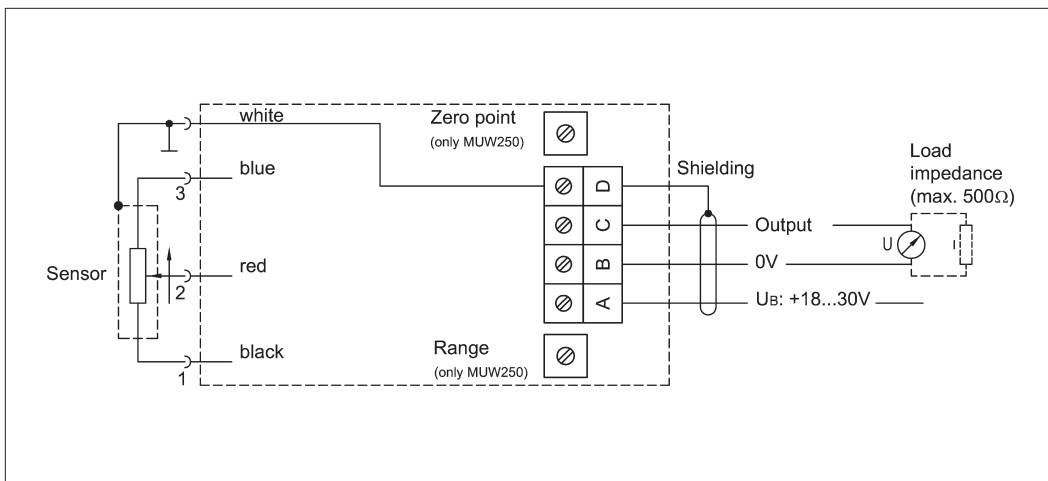 white
Zero point
(only MUW250)
blue
3
Shielding
Load
impedance
(max. 500Ω)
D
C
Output
U
I
Sensor
red
2
B
0V
A
UB: +18...30V
black
1
Range
(only MUW250)